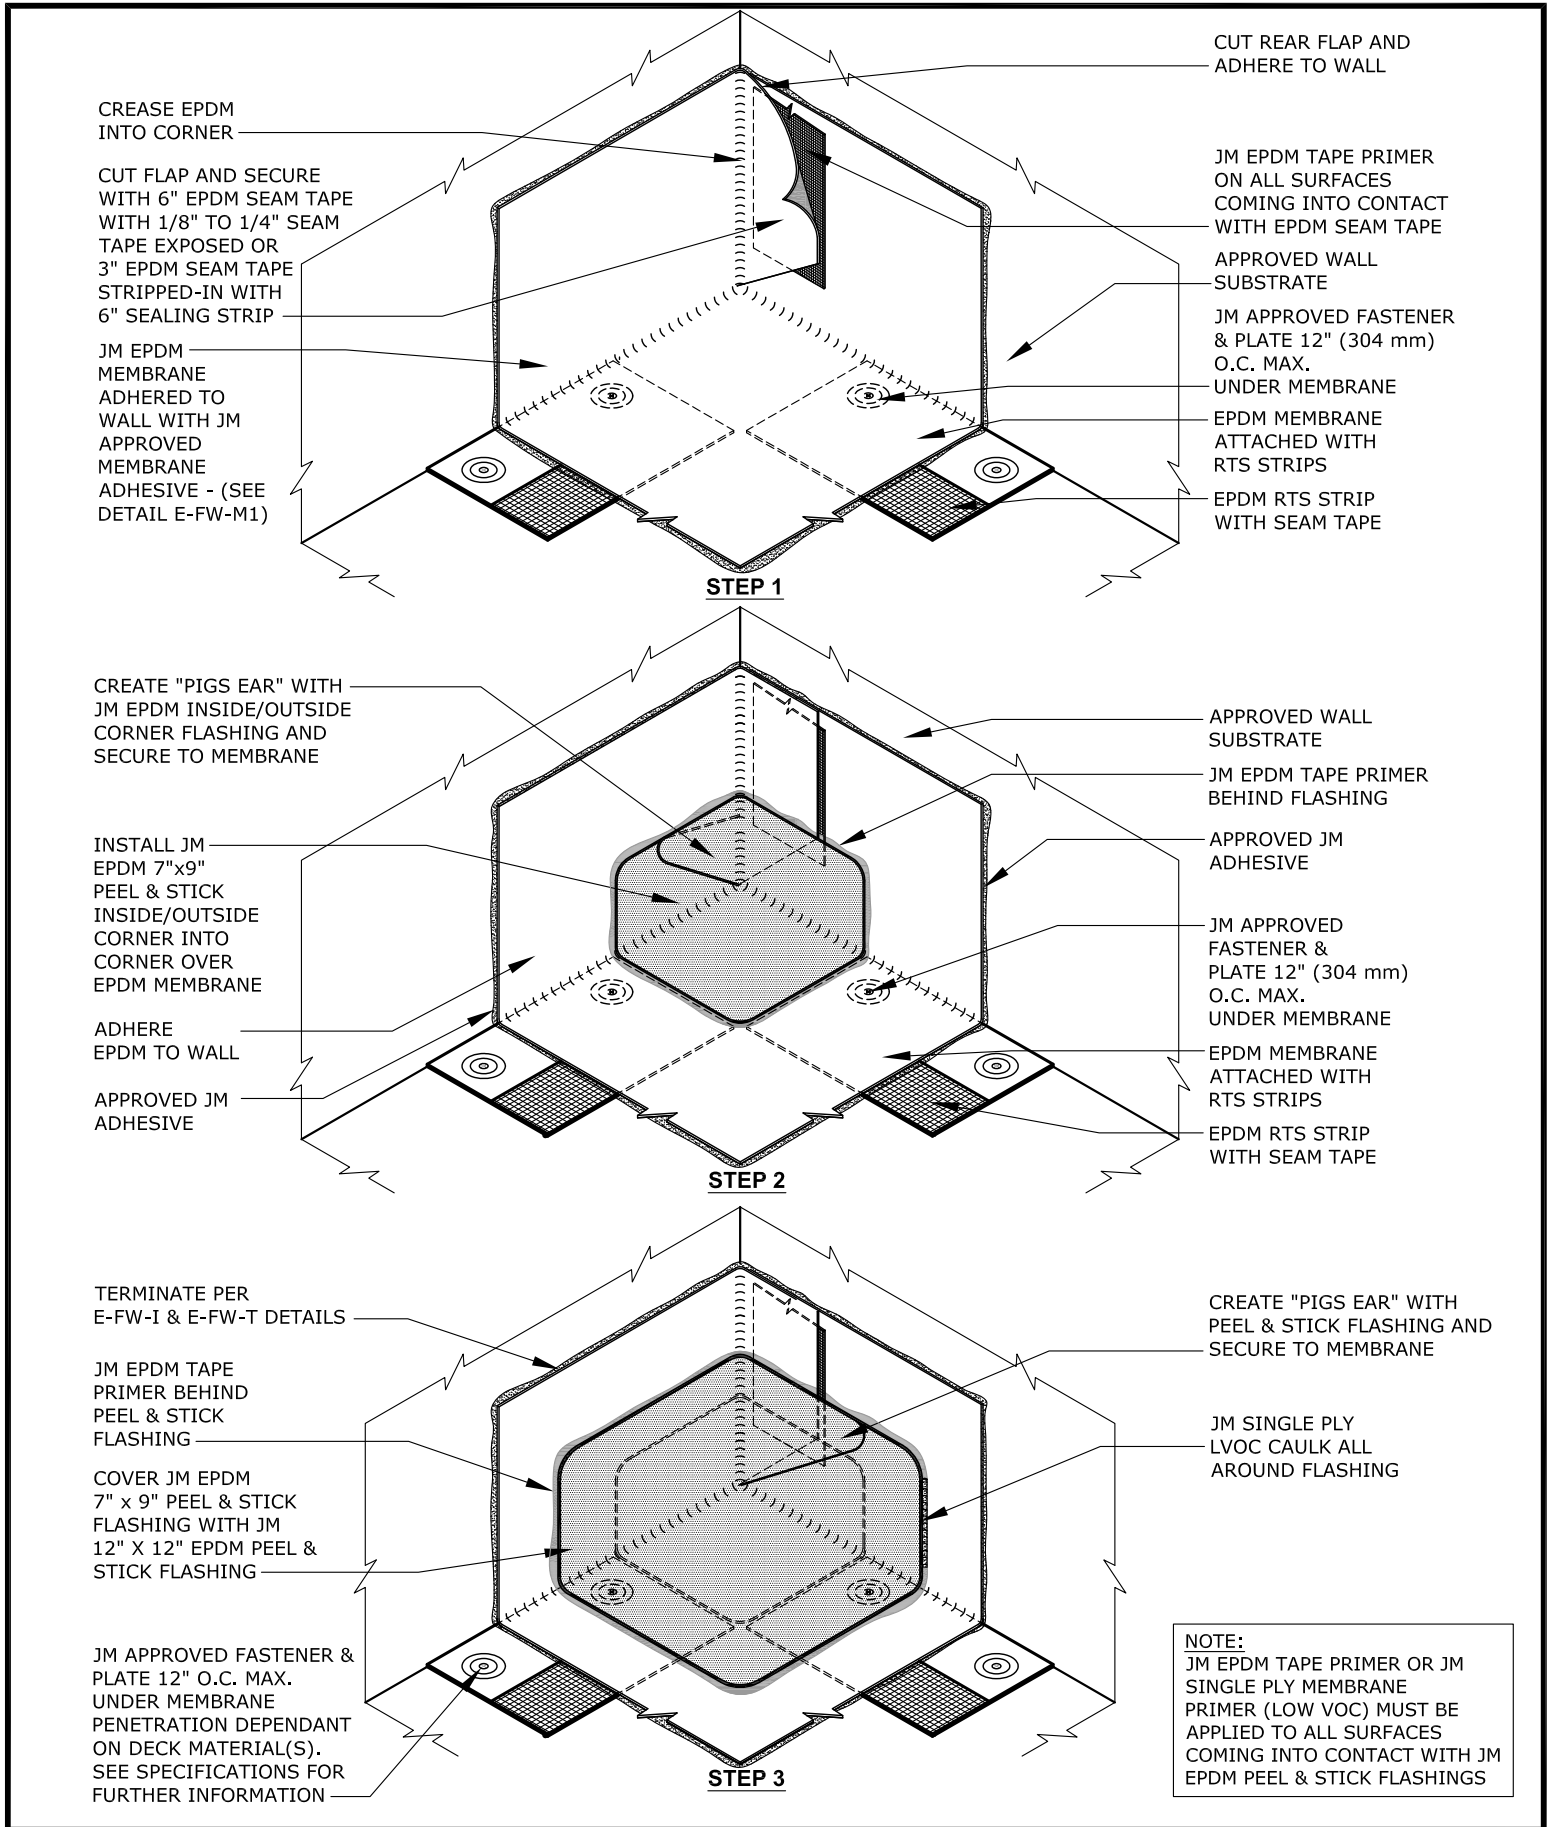 CREASE EPDM
INTO CORNER
CUT FLAP AND SECURE
WITH 6" EPDM SEAM TAPE
WITH 1/8" TO 1/4" SEAM
TAPE EXPOSED OR
3" EPDM SEAM TAPE
STRIPPED-IN WITH
6" SEALING STRIP
JM EPDM
MEMBRANE
ADHERED TO
WALL WITH JM
APPROVED
MEMBRANE
ADHESIVE - (SEE
DETAIL E-FW-M1)
CUT REAR FLAP AND
ADHERE TO WALL
JM EPDM TAPE PRIMER
ON ALL SURFACES
COMING INTO CONTACT
WITH EPDM SEAM TAPE
APPROVED WALL
SUBSTRATE
JM APPROVED FASTENER
& PLATE 12" (304 mm)
O.C. MAX.
UNDER MEMBRANE
EPDM MEMBRANE
ATTACHED WITH
RTS STRIPS
EPDM RTS STRIP
WITH SEAM TAPE
STEP 1
CREATE "PIGS EAR" WITH
JM EPDM INSIDE/OUTSIDE
CORNER FLASHING AND
SECURE TO MEMBRANE
INSTALL JM
EPDM 7"x9"
PEEL & STICK
INSIDE/OUTSIDE
CORNER INTO
CORNER OVER
EPDM MEMBRANE
ADHERE
EPDM TO WALL
APPROVED JM
ADHESIVE
APPROVED WALL
SUBSTRATE
JM EPDM TAPE PRIMER
BEHIND FLASHING
APPROVED JM
ADHESIVE
JM APPROVED
FASTENER &
PLATE 12" (304 mm)
O.C. MAX.
UNDER MEMBRANE
EPDM MEMBRANE
ATTACHED WITH
RTS STRIPS
EPDM RTS STRIP
WITH SEAM TAPE
STEP 2
TERMINATE PER
E-FW-I & E-FW-T DETAILS
JM EPDM TAPE
PRIMER BEHIND
PEEL & STICK
FLASHING
COVER JM EPDM
7" x 9" PEEL & STICK
FLASHING WITH JM
12" X 12" EPDM PEEL &
STICK FLASHING
JM APPROVED FASTENER &
PLATE 12" O.C. MAX.
UNDER MEMBRANE
PENETRATION DEPENDANT
ON DECK MATERIAL(S).
SEE SPECIFICATIONS FOR
FURTHER INFORMATION
CREATE "PIGS EAR" WITH
PEEL & STICK FLASHING AND
SECURE TO MEMBRANE
JM SINGLE PLY
LVOC CAULK ALL
AROUND FLASHING
STEP 3
NOTE:
JM EPDM TAPE PRIMER OR JM
SINGLE PLY MEMBRANE
PRIMER (LOW VOC) MUST BE
APPLIED TO ALL SURFACES
COMING INTO CONTACT WITH JM
EPDM PEEL & STICK FLASHINGS